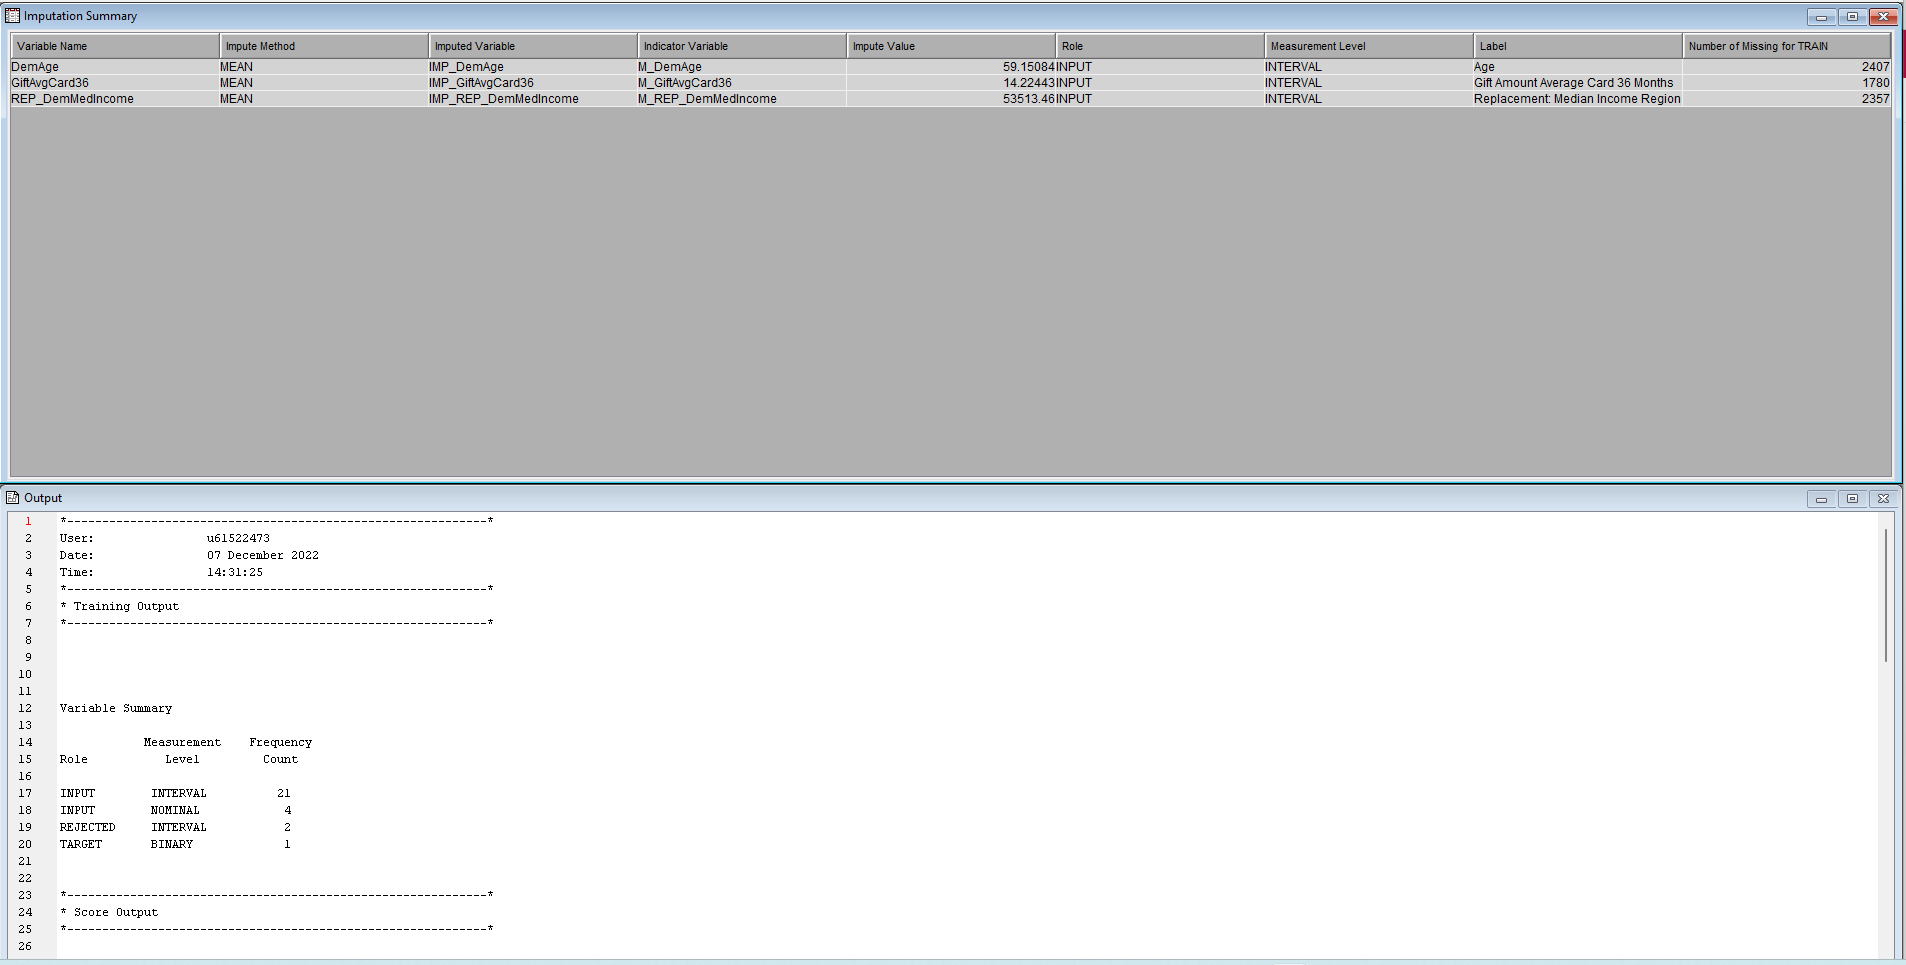 Imputation Summary
Variable Name Impute Method Imputed Variable Indicator Variable Impute Value Role Measurement Level Label Number of Missing for TRAIN
DemAge MEAN IMP_DemAge M_DemAge 59.15084 INPUT INTERVAL Age 2407
GiftAvgCard36 MEAN IMP_GiftAvgCard36 M_GiftAvgCard36 14.22443 INPUT INTERVAL Gift Amount Average Card 36 Months 1780
REP_DemMedIncome MEAN IMP_REP_DemMedIncome M_REP_DemMedIncome 53513.46 INPUT INTERVAL Replacement: Median Income Region 2357
Output
1 *------------------------------------------------------------*
2 User: u61522473
3 Date: 07 December 2022
4 Time: 14:31:25
5 *------------------------------------------------------------*
6 * Training Output
7 *------------------------------------------------------------*
8
9
10
11
12 Variable Summary
13
14 Measurement Frequency
15 Role Level Count
16
17 INPUT INTERVAL 21
18 INPUT NOMINAL 4
19 REJECTED INTERVAL 2
20 TARGET BINARY 1
21
22
23 *------------------------------------------------------------*
24 * Score Output
25 *------------------------------------------------------------*
26